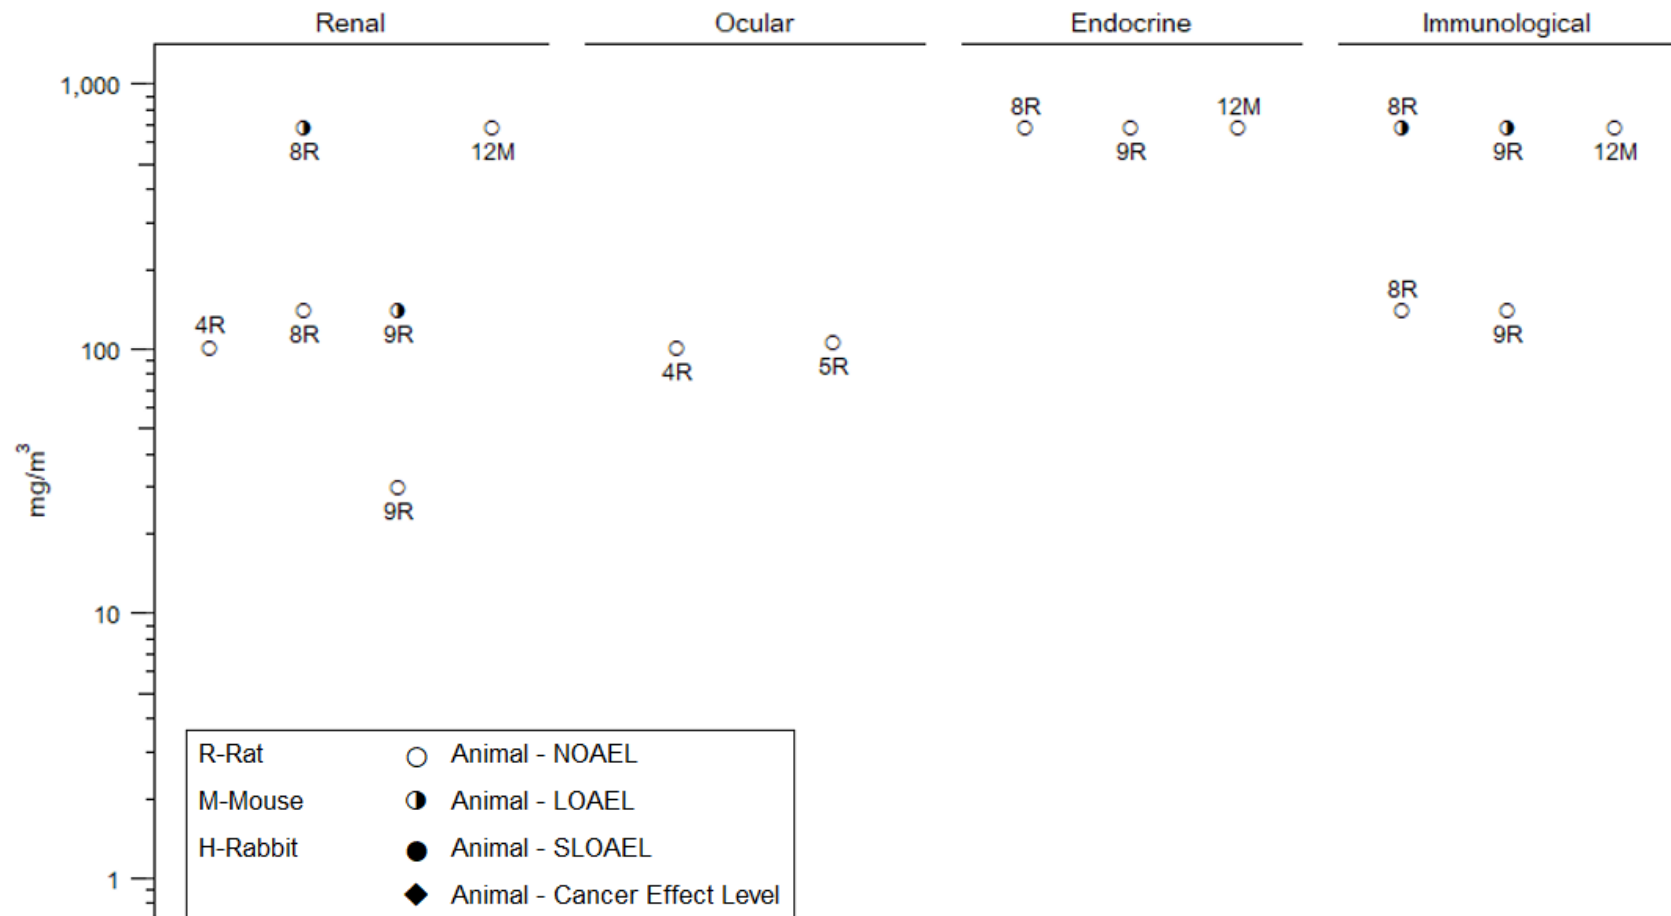 Renal Ocular Endocrine Immunological
1,000
8R 12M 8R
8R 12M 9R 9R 12M
8R
4R 8R 9R 9R
100
4R 5R
mg/m³
9R
10
R-Rat Animal - NOAEL
M-Mouse Animal - LOAEL
H-Rabbit Animal - SLOAEL
1
Animal - Cancer Effect Level